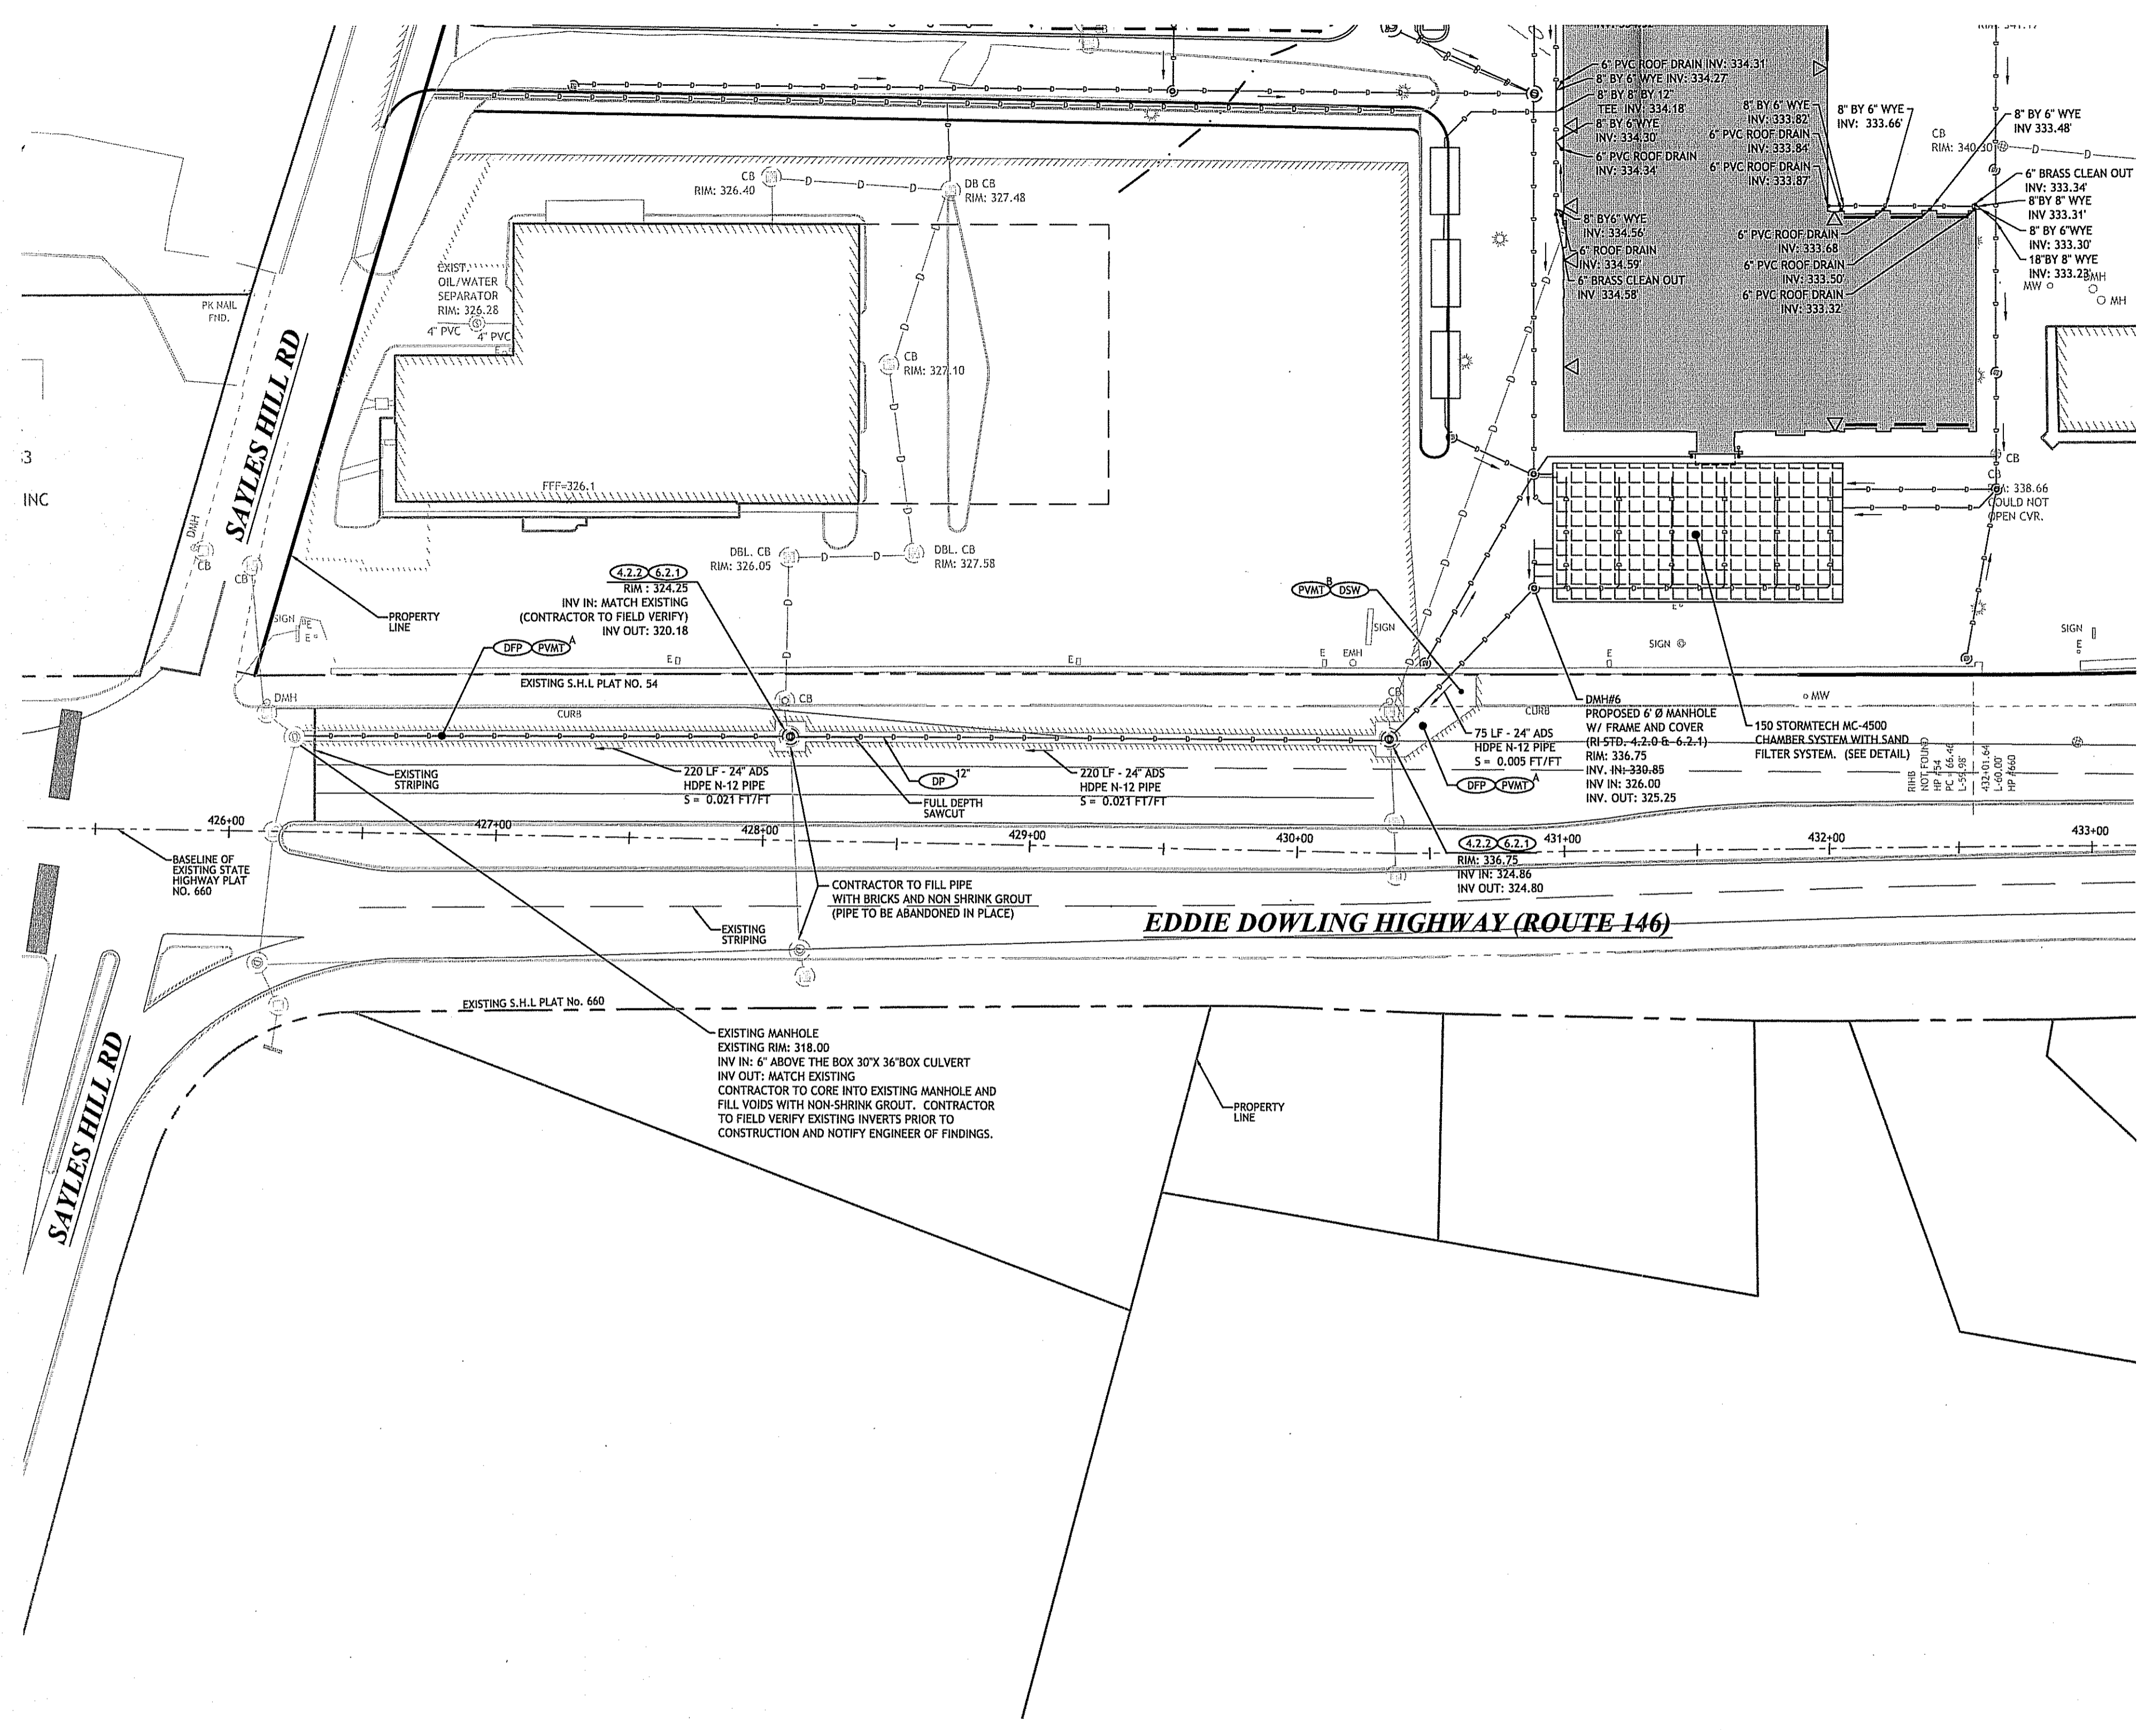 6" PVC ROOF DRAIN INV: 334.31'
8" BY 6" WYE INV: 334.27'
8" BY 8" BY 12"
TEE INV: 334.18'
8" BY 6"WYE
INV: 334.30'
6" PVC ROOF DRAIN
INV: 334.34'
8" BY6" WYE
INV: 334.56'
6" ROOF DRAIN
INV: 334.59'
6" BRASS CLEAN OUT
INV 334.58'
8" BY 6" WYE
INV: 333.82'
6" PVC ROOF DRAIN
INV: 333.84'
6" PVC ROOF DRAIN
INV: 333.87'
8" BY 6" WYE
INV: 333.66'
6" PVC ROOF DRAIN
INV: 333.68
6" PVC ROOF DRAIN
INV: 333.50'
6" PVC ROOF DRAIN
INV: 333.32'
8" BY 6" WYE
INV 333.48'
CB
RIM: 340.30
6" BRASS CLEAN OUT
INV: 333.34'
8"BY 8" WYE
INV 333.31'
8" BY 6"WYE
INV: 333.30'
18"BY 8" WYE
INV: 333.23'
DMH
MW
MH
CB
RIM: 326.40
DB CB
RIM: 327.48
EXIST.
OIL/WATER
SEPARATOR
RIM: 326.28
4" PVC
4" PVC
E
PK NAIL
FND.
CB
RIM: 327.10
SAYLES HILL RD
INC
FFF=326.1
DMH
CB
CB
DBL. CB
RIM: 326.05
DBL. CB
RIM: 327.58
CB
CB
338.66
COULD NOT
OPEN CVR.
4.2.2 6.2.1
RIM : 324.25
INV IN: MATCH EXISTING
(CONTRACTOR TO FIELD VERIFY)
INV OUT: 320.18
PROPERTY
LINE
SIGN
E
E
DFP PVMT A
PVMT B DSW
SIGN
E
E
E
EMH
E
E
SIGN
SIGN
E
EXISTING S.H.L PLAT NO. 54
DMH
CURB
CB
CB
CURB
75 LF - 24" ADS
HDPE N-12 PIPE
S = 0.005 FT/FT
DMH#6
PROPOSED 6' Ø MANHOLE
W/ FRAME AND COVER
(RI STD. 4.2.0 & 6.2.1)
RIM: 336.75
INV. IN: 330.85
INV IN: 326.00
INV. OUT: 325.25
MW
150 STORMTECH MC-4500
CHAMBER SYSTEM WITH SAND
FILTER SYSTEM. (SEE DETAIL)
RIHB
NOT FOUND
HP #54
PC = 66.46
L-59.98'
432+01.64
L-60.00'
HP #660
EXISTING
STRIPING
220 LF - 24" ADS
HDPE N-12 PIPE
S = 0.021 FT/FT
DP 12"
FULL DEPTH
SAWCUT
220 LF - 24" ADS
HDPE N-12 PIPE
S = 0.021 FT/FT
DFP PVMT A
426+00
427+00
428+00
429+00
430+00
431+00
432+00
433+00
4.2.2 6.2.1
RIM: 336.75
INV IN: 324.86
INV OUT: 324.80
BASELINE OF
EXISTING STATE
HIGHWAY PLAT
NO. 660
CONTRACTOR TO FILL PIPE
WITH BRICKS AND NON SHRINK GROUT
(PIPE TO BE ABANDONED IN PLACE)
EXISTING
STRIPING
EDDIE DOWLING HIGHWAY (ROUTE 146)
EXISTING S.H.L PLAT No. 660
EXISTING MANHOLE
EXISTING RIM: 318.00
INV IN: 6" ABOVE THE BOX 30"X 36"BOX CULVERT
INV OUT: MATCH EXISTING
CONTRACTOR TO CORE INTO EXISTING MANHOLE AND
FILL VOIDS WITH NON-SHRINK GROUT. CONTRACTOR
TO FIELD VERIFY EXISTING INVERTS PRIOR TO
CONSTRUCTION AND NOTIFY ENGINEER OF FINDINGS.
PROPERTY
LINE
SAYLES HILL RD